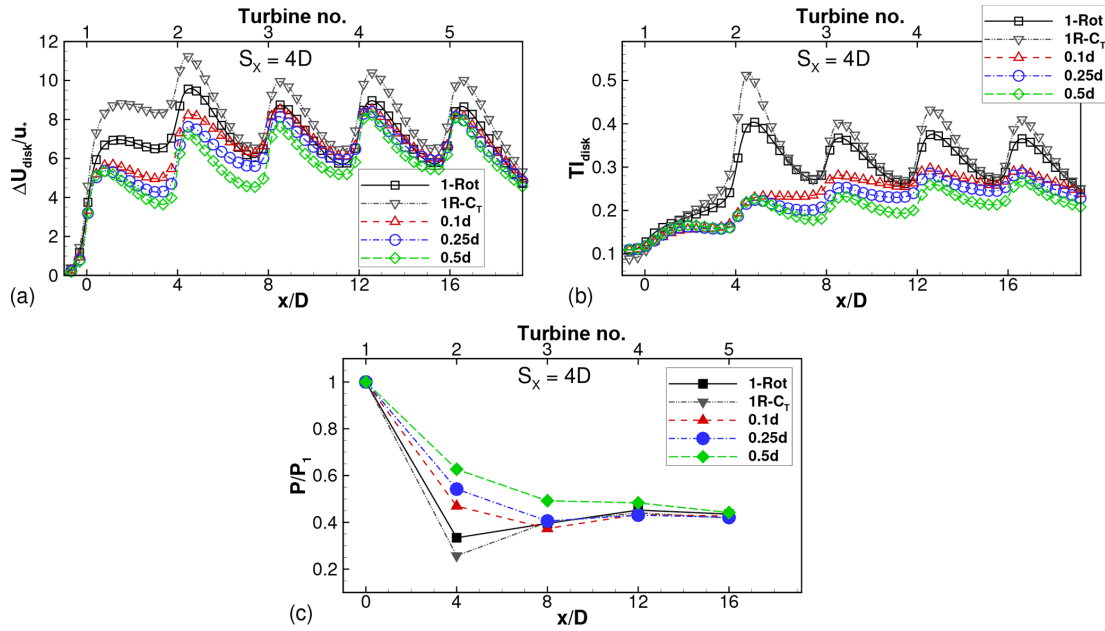 Turbine no.
1 2 3 4 5
S_X = 4D
12
10
8
6
4
2
0
ΔU_disk/u_*
1-Rot
1R-C_T
0.1d
0.25d
0.5d
0 4 8 12 16
x/D
(a)
Turbine no.
1 2 3 4
S_X = 4D
0.5
0.4
0.3
0.2
0.1
TI_disk
1-Rot
1R-C_T
0.1d
0.25d
0.5d
0 4 8 12 16
x/D
(b)
Turbine no.
1 2 3 4 5
S_X = 4D
1
0.8
0.6
0.4
0.2
P/P_1
1-Rot
1R-C_T
0.1d
0.25d
0.5d
0 4 8 12 16
x/D
(c)